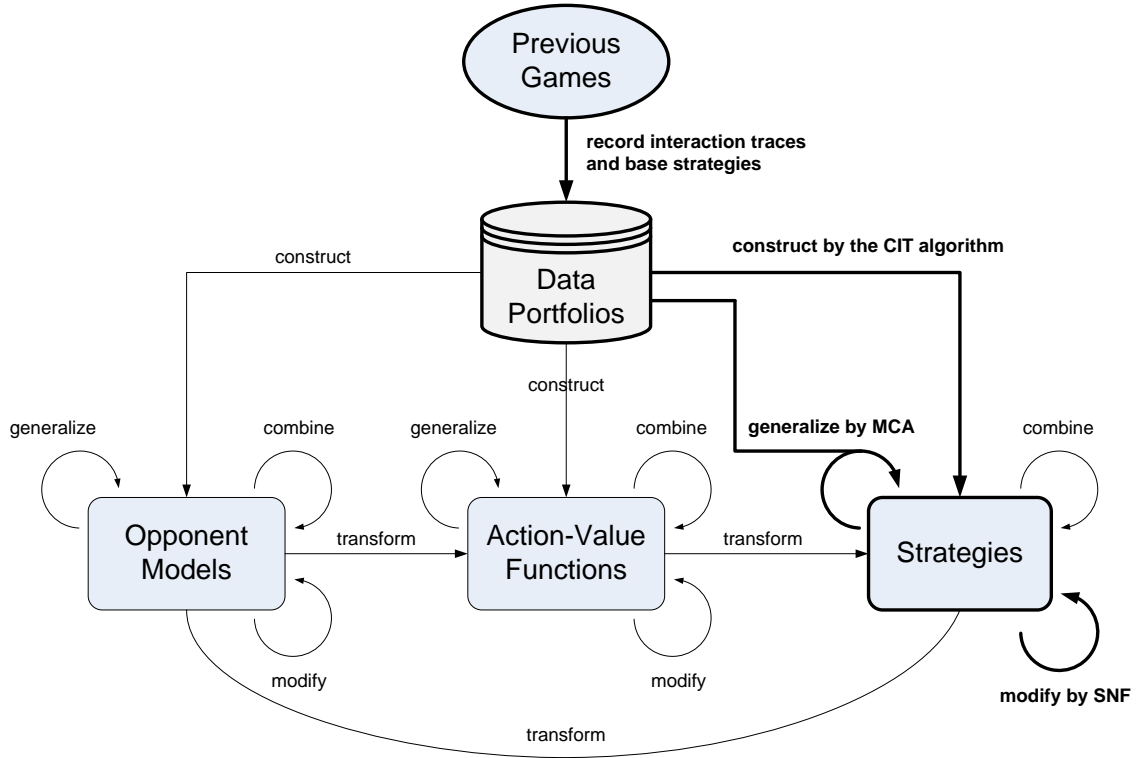 Previous
Games
record interaction traces
and base strategies
construct by the CIT algorithm
construct
Data
Portfolios
construct
generalize
combine
generalize
combine
generalize by MCA
combine
Opponent
Models
transform
Action-Value
Functions
transform
Strategies
modify
modify
modify by SNF
transform